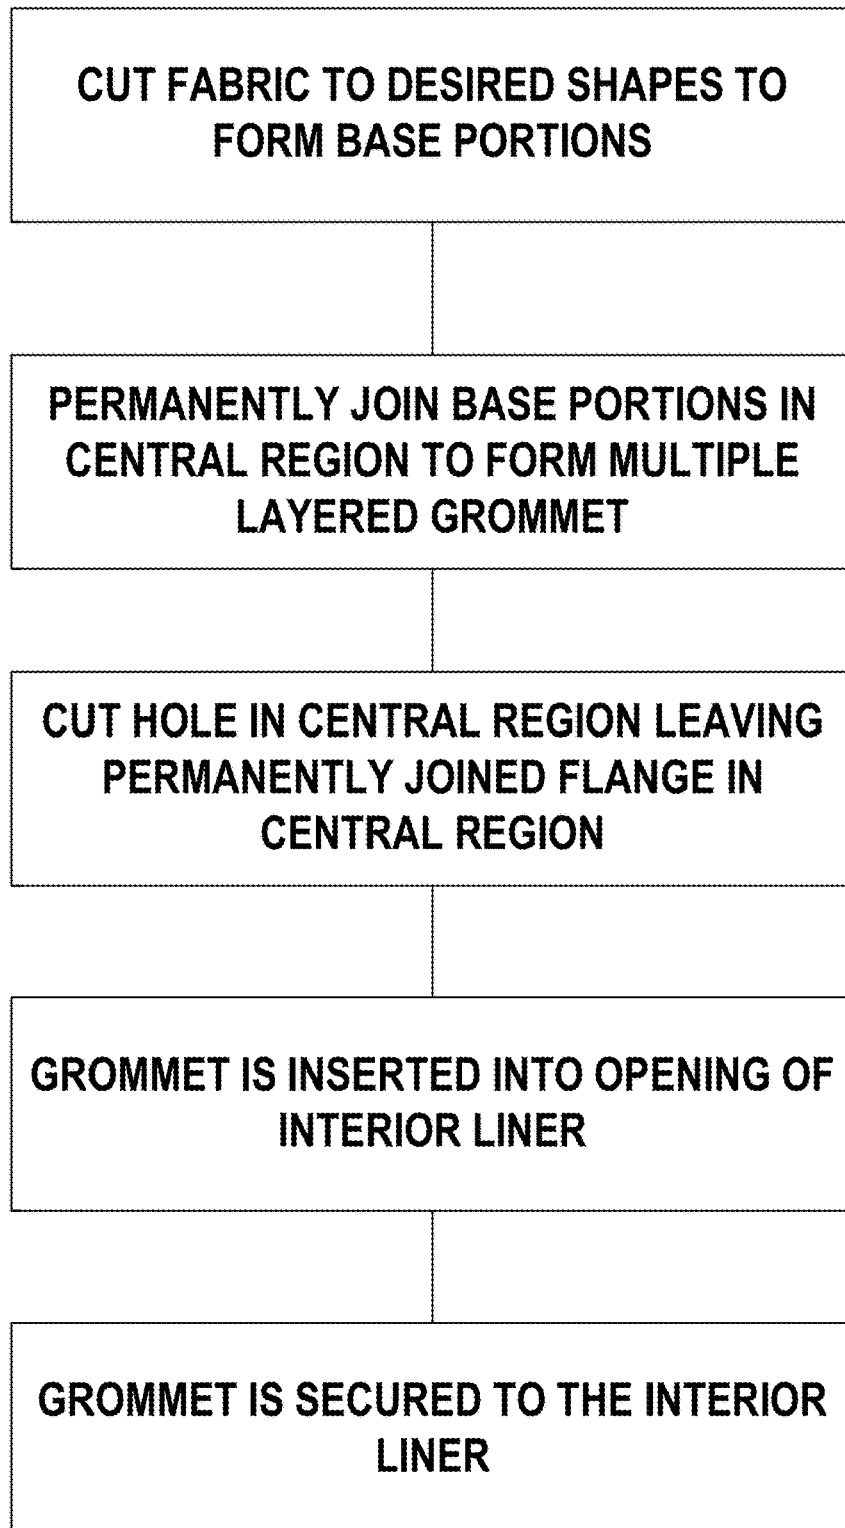 CUT FABRIC TO DESIRED SHAPES TO
FORM BASE PORTIONS
PERMANENTLY JOIN BASE PORTIONS IN
CENTRAL REGION TO FORM MULTIPLE
LAYERED GROMMET
CUT HOLE IN CENTRAL REGION LEAVING
PERMANENTLY JOINED FLANGE IN
CENTRAL REGION
GROMMET IS INSERTED INTO OPENING OF
INTERIOR LINER
GROMMET IS SECURED TO THE INTERIOR
LINER